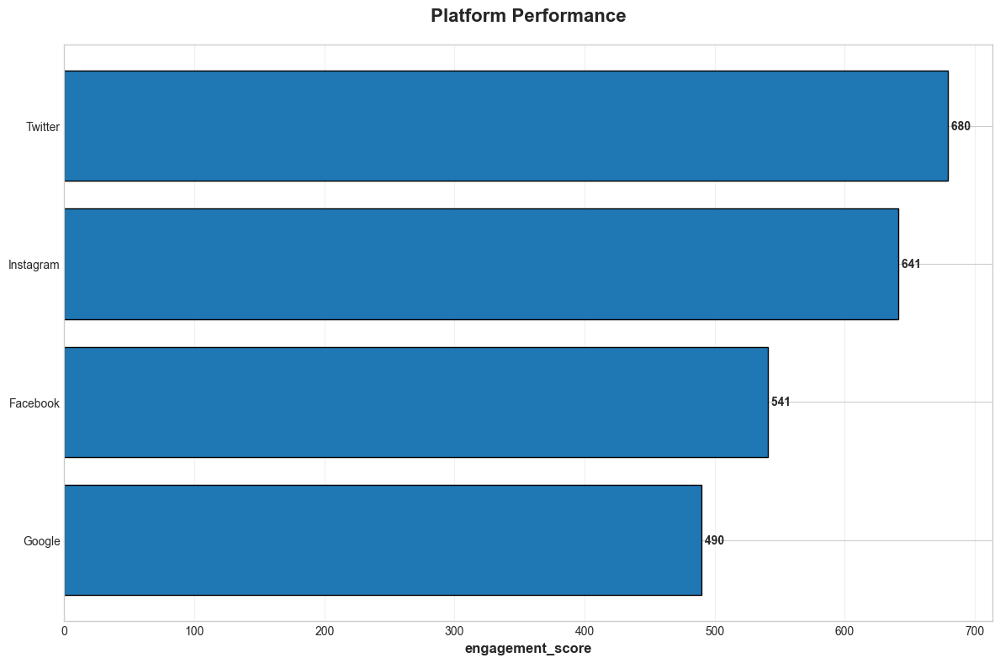 Platform Performance
Twitter
680
Instagram
641
Facebook
541
Google
490
0 100 200 300 400 500 600 700
engagement_score